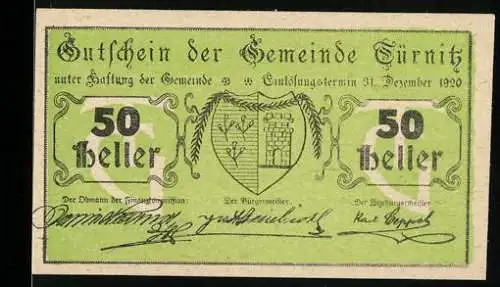 Gutschein der Gemeinde Türnitz
unter Haftung der Gemeinde Einlösungstermin 31. Dezember 1920
50 Heller
50 Heller
Der Obmann der Finanzkommission: Der Bürgermeister: Der Vizebürgermeister: